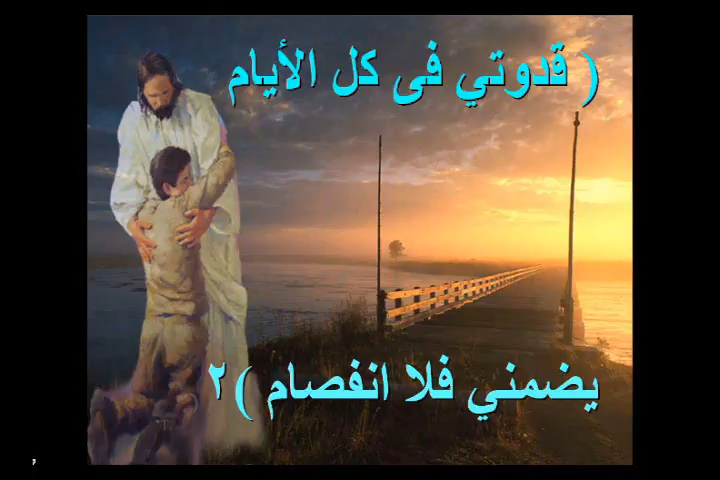 ( قدوتي فى كل الأيام
يضمني فلا انفصام )٢
,